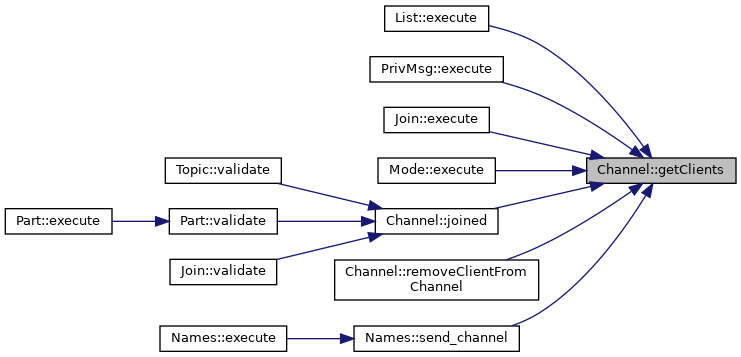 List::execute
PrivMsg::execute
Join::execute
Topic::validate
Mode::execute
Channel::getClients
Part::execute
Part::validate
Channel::joined
Join::validate
Channel::removeClientFrom
Channel
Names::execute
Names::send_channel